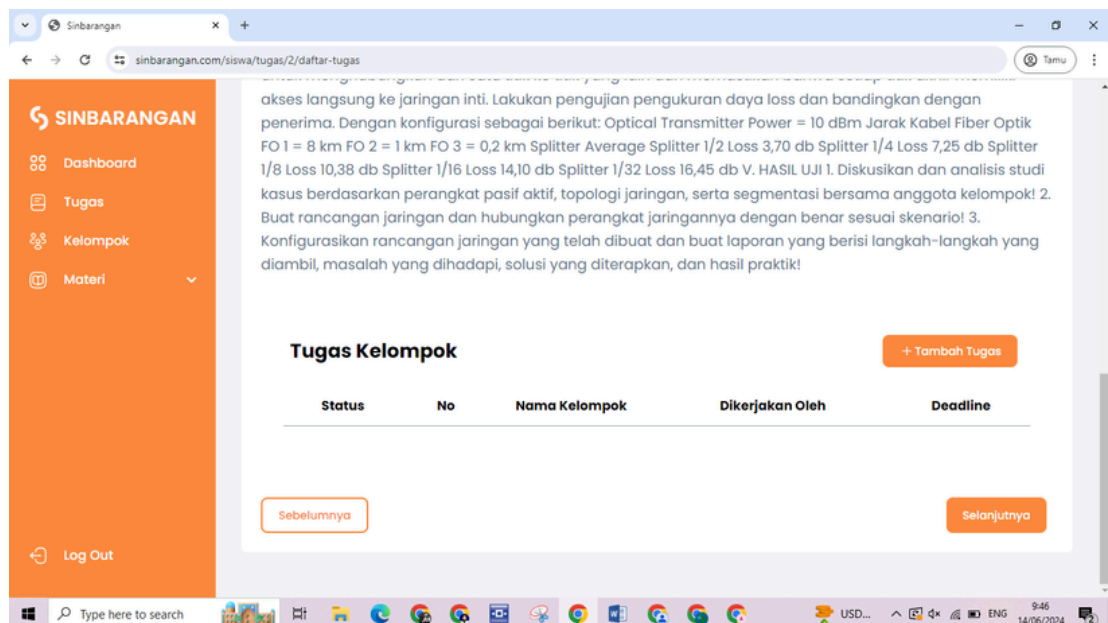 Sinbarangan
sinbarangan.com/siswa/tugas/2/daftar-tugas
Tamu
SINBARANGAN
Dashboard
Tugas
Kelompok
Materi
Log Out
akses langsung ke jaringan inti. Lakukan pengujian pengukuran daya loss dan bandingkan dengan
penerima. Dengan konfigurasi sebagai berikut: Optical Transmitter Power = 10 dBm Jarak Kabel Fiber Optik
FO 1 = 8 km FO 2 = 1 km FO 3 = 0,2 km Splitter Average Splitter 1/2 Loss 3,70 db Splitter 1/4 Loss 7,25 db Splitter
1/8 Loss 10,38 db Splitter 1/16 Loss 14,10 db Splitter 1/32 Loss 16,45 db V. HASIL UJI 1. Diskusikan dan analisis studi
kasus berdasarkan perangkat pasif aktif, topologi jaringan, serta segmentasi bersama anggota kelompok! 2.
Buat rancangan jaringan dan hubungkan perangkat jaringannya dengan benar sesuai skenario! 3.
Konfigurasikan rancangan jaringan yang telah dibuat dan buat laporan yang berisi langkah-langkah yang
diambil, masalah yang dihadapi, solusi yang diterapkan, dan hasil praktik!
Tugas Kelompok
+ Tambah Tugas
Status No Nama Kelompok Dikerjakan Oleh Deadline
Sebelumnya
Selanjutnya
Type here to search
USD...
ENG
9:46
14/06/2024